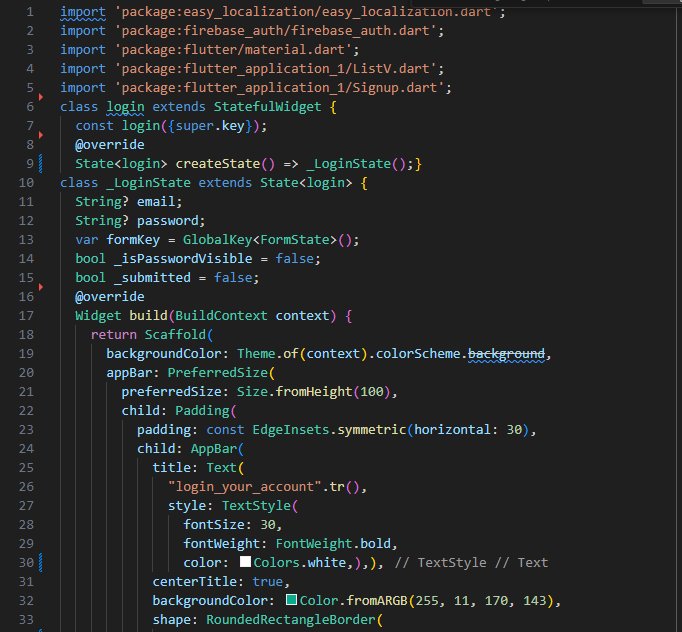 1 import 'package:easy_localization/easy_localization.dart';
2 import 'package:firebase_auth/firebase_auth.dart';
3 import 'package:flutter/material.dart';
4 import 'package:flutter_application_1/ListV.dart';
5 import 'package:flutter_application_1/Signup.dart';
6 class login extends StatefulWidget {
7   const login({super.key});
8   @override
9   State<login> createState() => _LoginState();}
10 class _LoginState extends State<login> {
11   String? email;
12   String? password;
13   var formKey = GlobalKey<FormState>();
14   bool _isPasswordVisible = false;
15   bool _submitted = false;
16   @override
17   Widget build(BuildContext context) {
18     return Scaffold(
19       backgroundColor: Theme.of(context).colorScheme.background,
20       appBar: PreferredSize(
21         preferredSize: Size.fromHeight(100),
22         child: Padding(
23           padding: const EdgeInsets.symmetric(horizontal: 30),
24           child: AppBar(
25             title: Text(
26               "login_your_account".tr(),
27               style: TextStyle(
28                 fontSize: 30,
29                 fontWeight: FontWeight.bold,
30                 color: Colors.white,),), // TextStyle // Text
31             centerTitle: true,
32             backgroundColor: Color.fromARGB(255, 11, 170, 143),
33             shape: RoundedRectangleBorder(